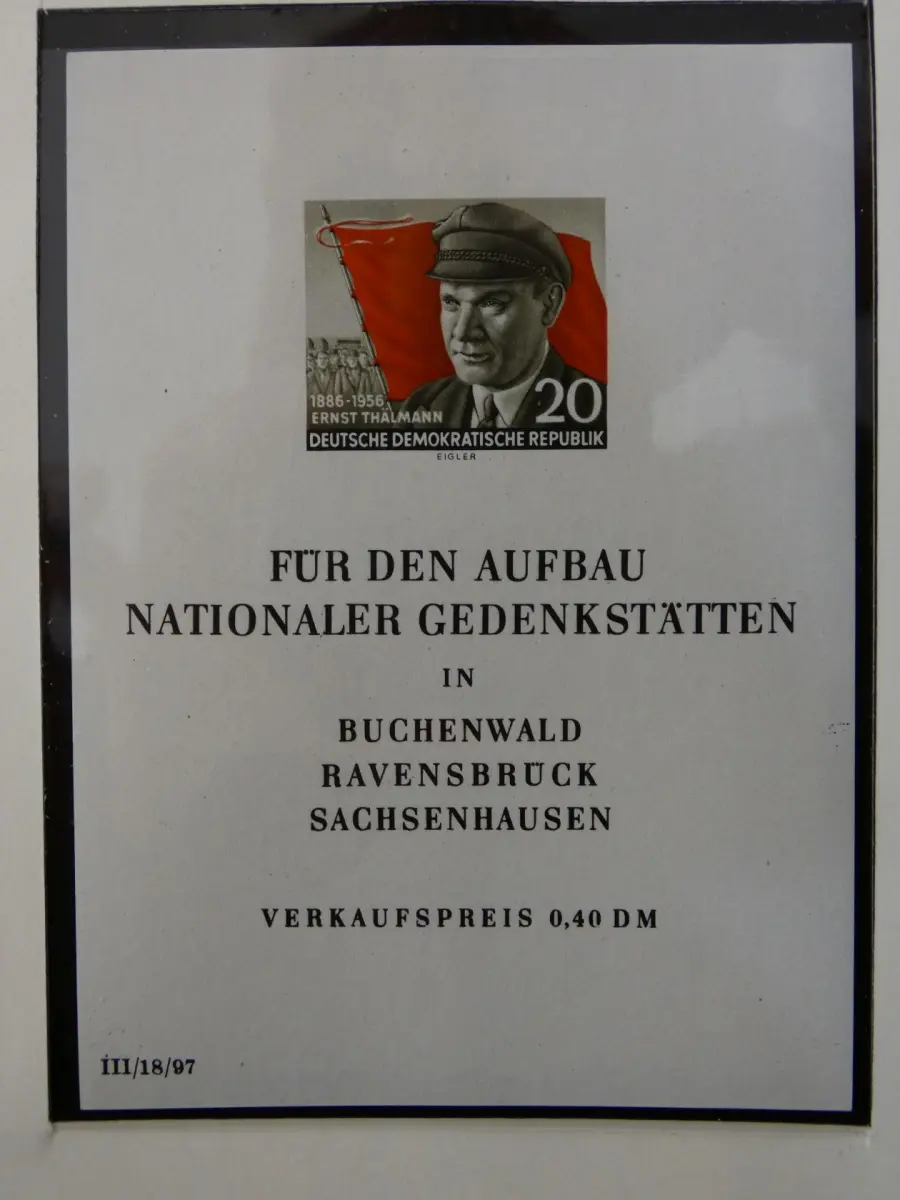 1886-1956
ERNST THÄLMANN
20
DEUTSCHE DEMOKRATISCHE REPUBLIK
EIGLER
FÜR DEN AUFBAU
NATIONALER GEDENKSTÄTTEN
IN
BUCHENWALD
RAVENSBRÜCK
SACHSENHAUSEN
VERKAUFSPREIS 0,40 DM
III/18/97